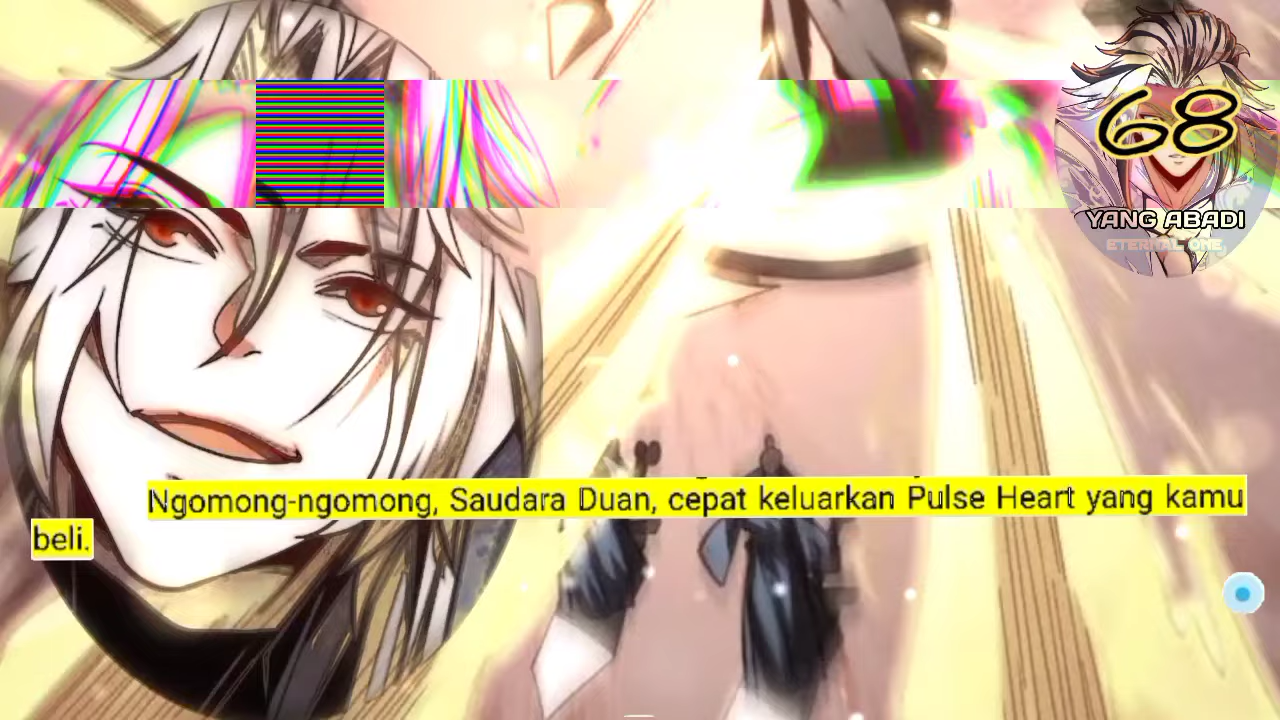 68
YANG ABADI
ETERNAL ONE
Ngomong-ngomong, Saudara Duan, cepat keluarkan Pulse Heart yang kamu
beli.